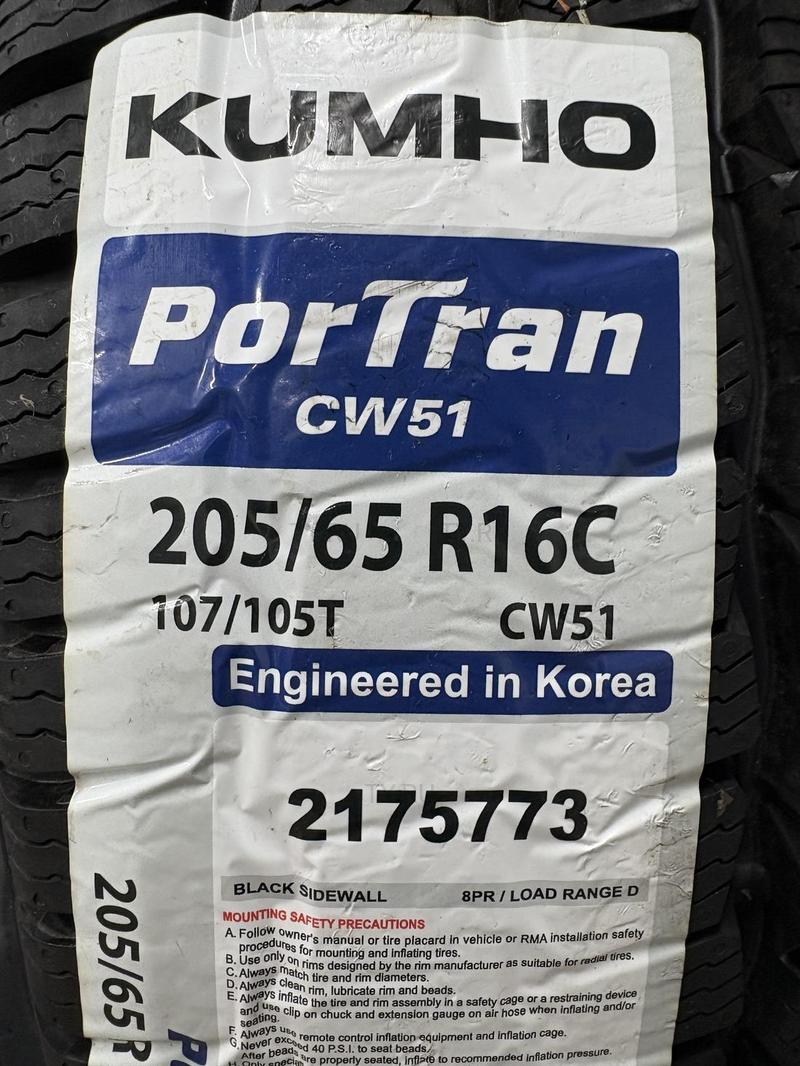 KUMHO
PorTran
CW51
205/65 R16C
107/105T CW51
Engineered in Korea
2175773
BLACK SIDEWALL 8PR / LOAD RANGE D
MOUNTING SAFETY PRECAUTIONS
A. Follow owner's manual or tire placard in vehicle or RMA installation safety
procedures for mounting and inflating tires.
B. Use only on rims designed by the rim manufacturer as suitable for radial tires.
C. Always match tire and rim diameters.
D. Always clean rim, lubricate rim and beads.
E. Always inflate the tire and rim assembly in a safety cage or a restraining device
and use clip on chuck and extension gauge on air hose when inflating and/or
seating.
F. Always use remote control inflation equipment and inflation cage.
G. Never exceed 40 P.S.I. to seat beads.
After beads are properly seated, inflate to recommended inflation pressure.
H. Only
205/65R